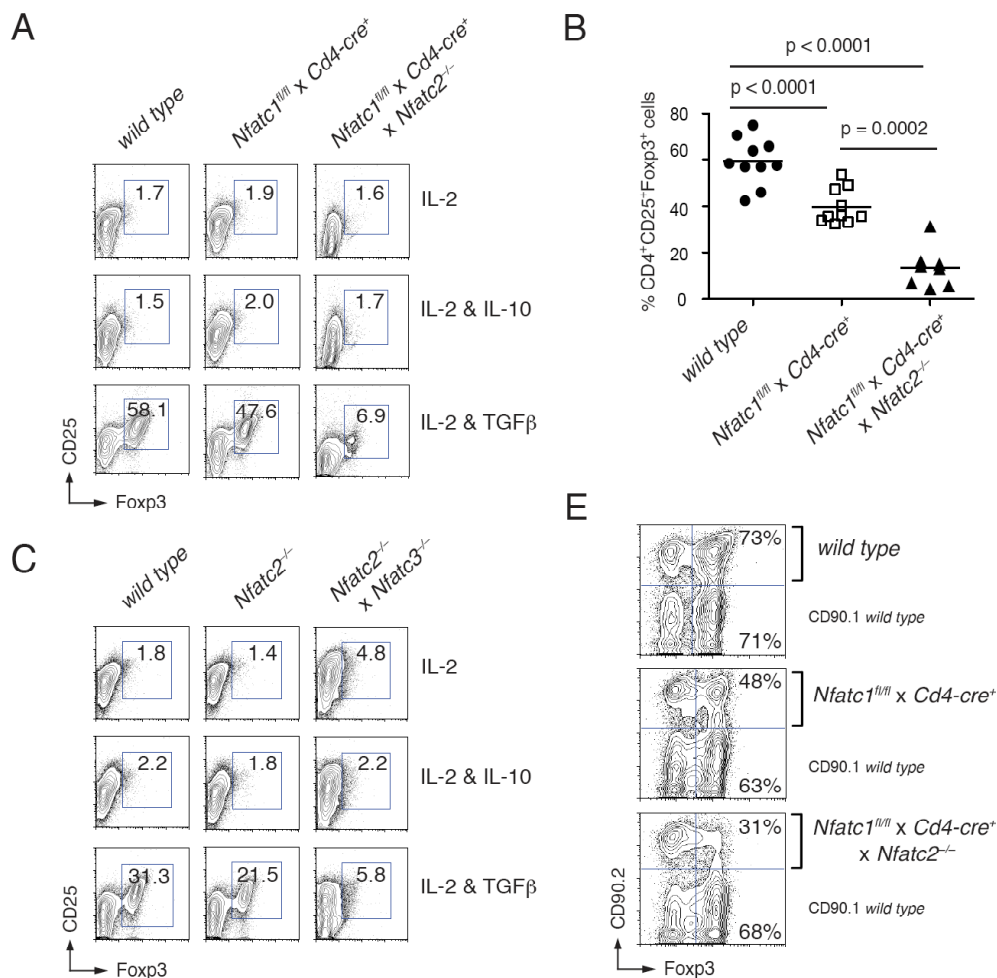 A
wild type
Nfatc1fl/fl x Cd4-cre+
Nfatc1fl/fl x Cd4-cre+
x Nfatc2–/–
1.7
1.9
1.6
IL-2
1.5
2.0
1.7
IL-2 & IL-10
58.1
47.6
6.9
IL-2 & TGFβ
CD25
Foxp3
B
p < 0.0001
p < 0.0001
p = 0.0002
% CD4+CD25+Foxp3+ cells
80
60
40
20
0
wild type
Nfatc1fl/fl x Cd4-cre+
Nfatc1fl/fl x Cd4-cre+
x Nfatc2–/–
C
wild type
Nfatc2–/–
Nfatc2–/–
x Nfatc3–/–
1.8
1.4
4.8
IL-2
2.2
1.8
2.2
IL-2 & IL-10
31.3
21.5
5.8
IL-2 & TGFβ
CD25
Foxp3
E
73%
wild type
CD90.1 wild type
71%
48%
Nfatc1fl/fl x Cd4-cre+
CD90.1 wild type
63%
31%
Nfatc1fl/fl x Cd4-cre+
x Nfatc2–/–
CD90.1 wild type
68%
CD90.2
Foxp3